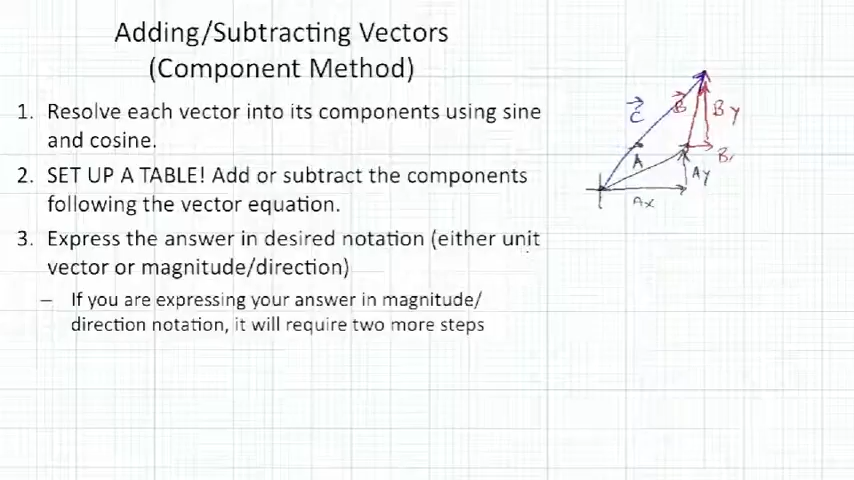 Adding/Subtracting Vectors
(Component Method)
1. Resolve each vector into its components using sine
and cosine.
2. SET UP A TABLE! Add or subtract the components
following the vector equation.
3. Express the answer in desired notation (either unit
vector or magnitude/direction)
– If you are expressing your answer in magnitude/
direction notation, it will require two more steps
C
B
By
A
Ay
Ax